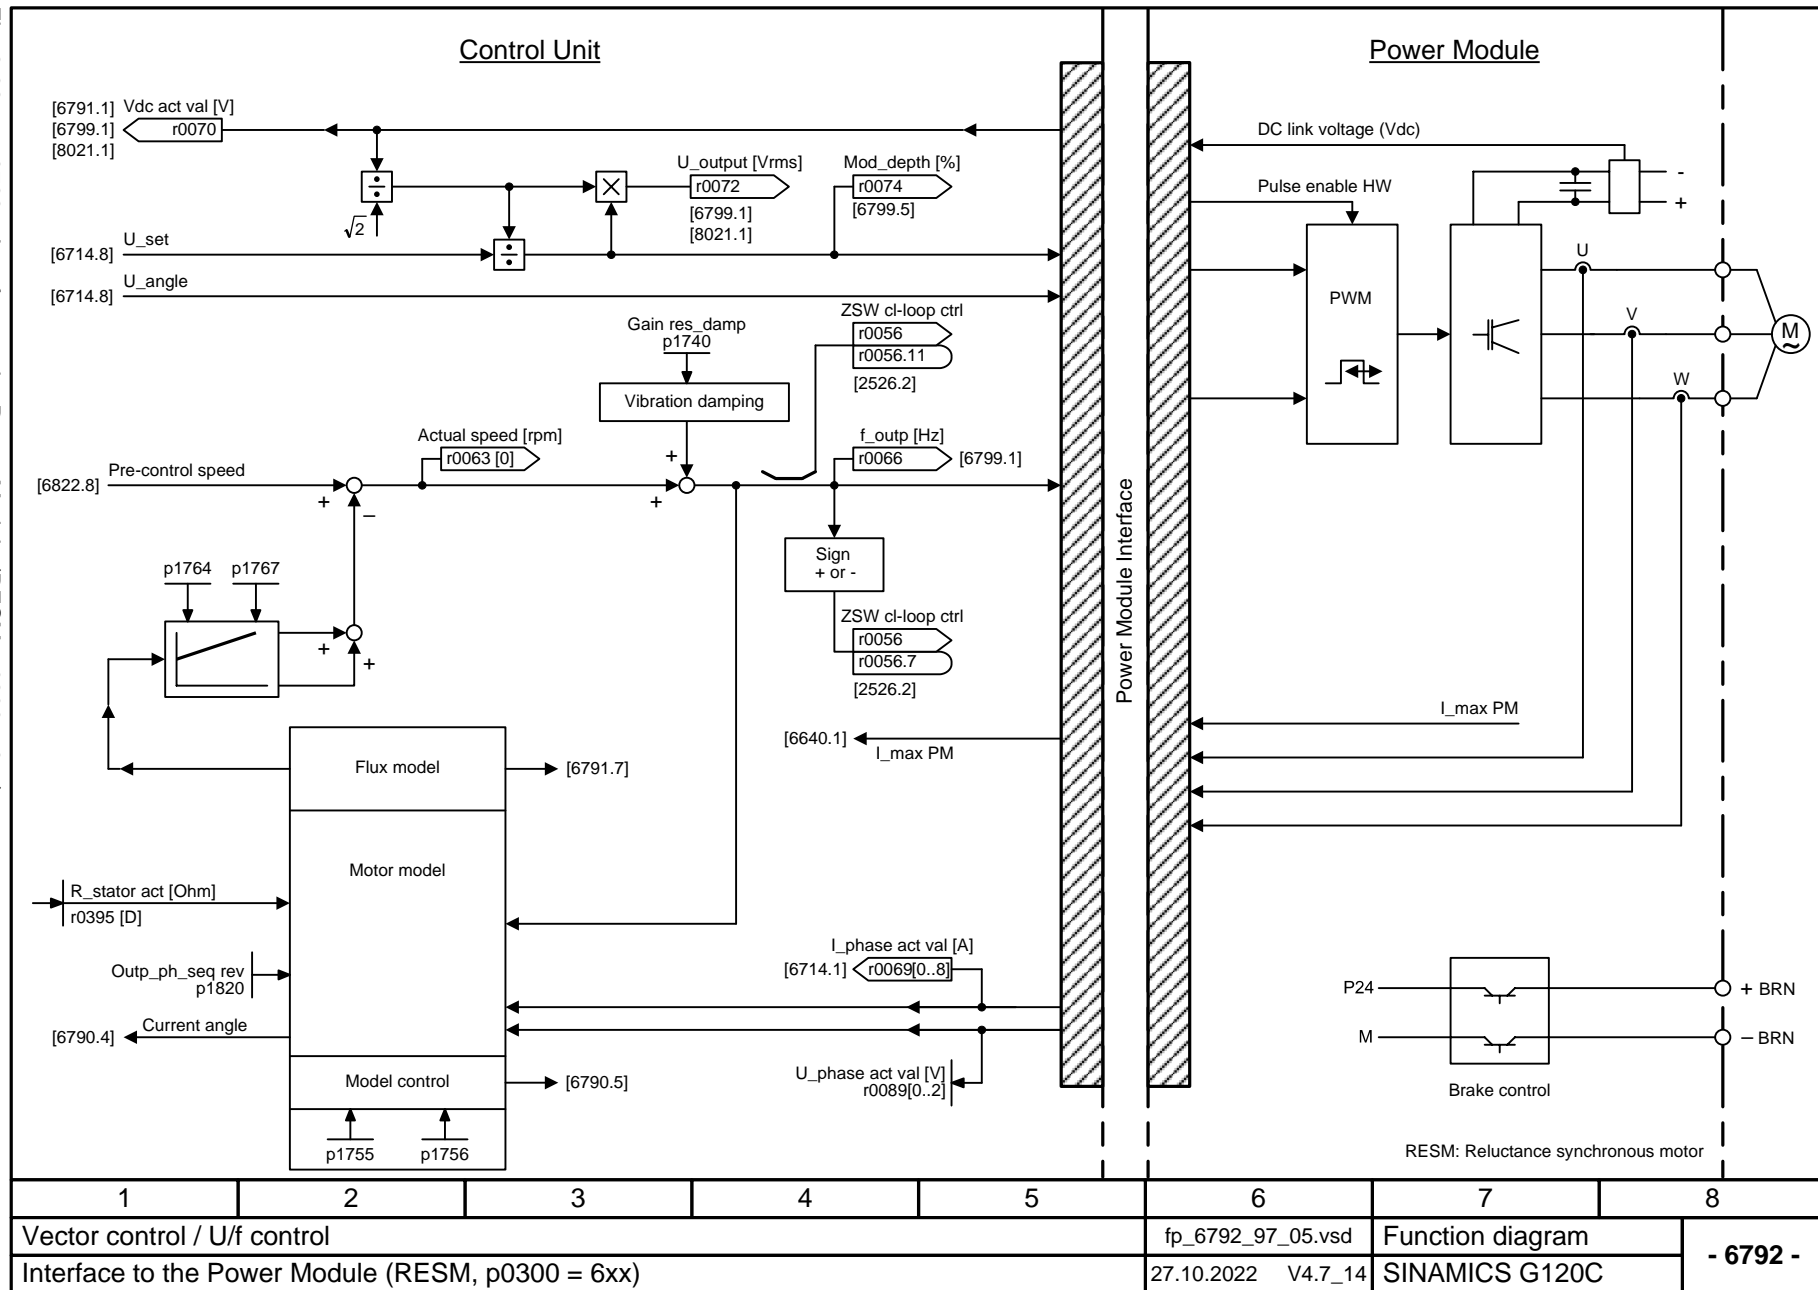 Control Unit
Power Module
[6791.1]
[6799.1]
[8021.1]
Vdc act val [V]
r0070
÷
√2
×
U_output [Vrms]
r0072
[6799.1]
[8021.1]
Mod_depth [%]
r0074
[6799.5]
U_set
[6714.8]
÷
U_angle
[6714.8]
Gain res_damp
p1740
Vibration damping
ZSW cl-loop ctrl
r0056
r0056.11
[2526.2]
Actual speed [rpm]
r0063 [0]
f_outp [Hz]
r0066
[6799.1]
Pre-control speed
[6822.8]
+
–
+
+
Sign
+ or -
ZSW cl-loop ctrl
r0056
r0056.7
[2526.2]
p1764
p1767
+
+
[6640.1]
I_max PM
Flux model
[6791.7]
Motor model
R_stator act [Ohm]
r0395 [D]
Outp_ph_seq rev
p1820
Current angle
[6790.4]
Model control
[6790.5]
p1755
p1756
I_phase act val [A]
[6714.1]
r0069[0..8]
U_phase act val [V]
r0089[0..2]
Power Module Interface
DC link voltage (Vdc)
Pulse enable HW
-
+
PWM
U
V
W
M
~
I_max PM
P24
M
+ BRN
– BRN
Brake control
RESM: Reluctance synchronous motor
1 2 3 4 5 6 7 8
Vector control / U/f control
fp_6792_97_05.vsd
Function diagram
- 6792 -
Interface to the Power Module (RESM, p0300 = 6xx)
27.10.2022 V4.7_14
SINAMICS G120C